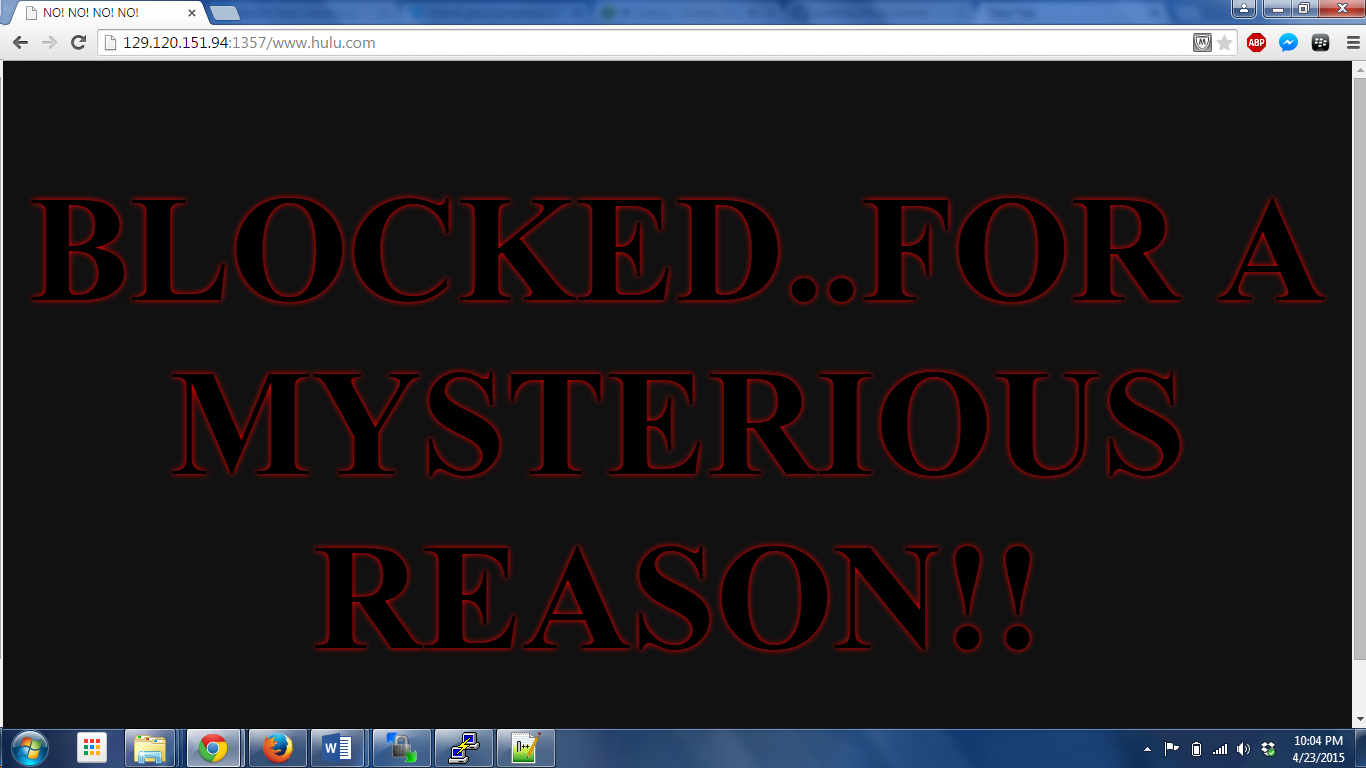 NO! NO! NO! NO!
129.120.151.94:1357/www.hulu.com
ABP
BLOCKED..FOR A
MYSTERIOUS
REASON!!
10:04 PM
4/23/2015